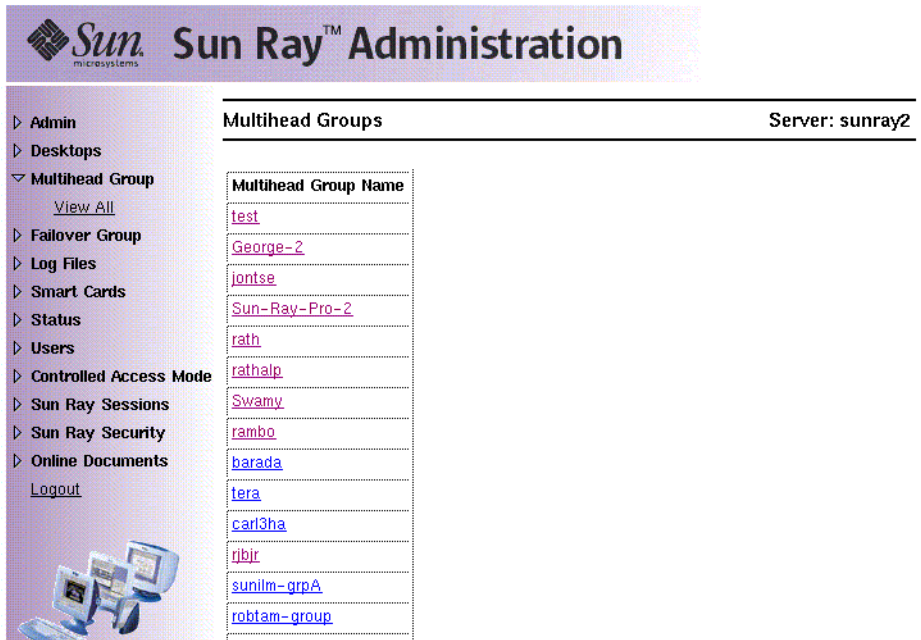 Sun microsystems Sun Ray™ Administration
Admin
Desktops
Multihead Group
View All
Failover Group
Log Files
Smart Cards
Status
Users
Controlled Access Mode
Sun Ray Sessions
Sun Ray Security
Online Documents
Logout
Multihead Groups Server: sunray2
Multihead Group Name
test
George-2
jontse
Sun-Ray-Pro-2
rath
rathalp
Swamy
rambo
barada
tera
carl3ha
rjbjr
sunilm-grpA
robtam-group